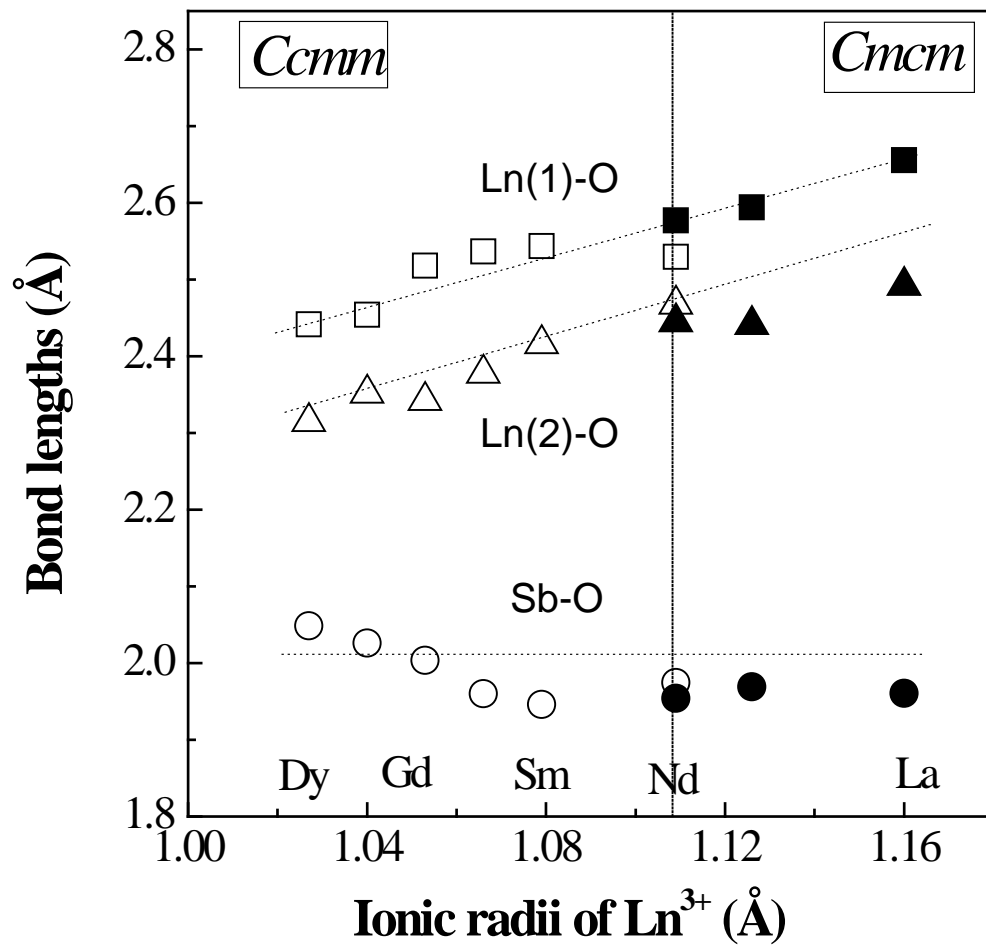 2.8
Ccmm
Cmcm
Ln(1)-O
2.6
Bond lengths (Å)
2.4
Ln(2)-O
2.2
Sb-O
2.0
Dy
Gd
Sm
Nd
La
1.8
1.00
1.04
1.08
1.12
1.16
Ionic radii of Ln³⁺ (Å)